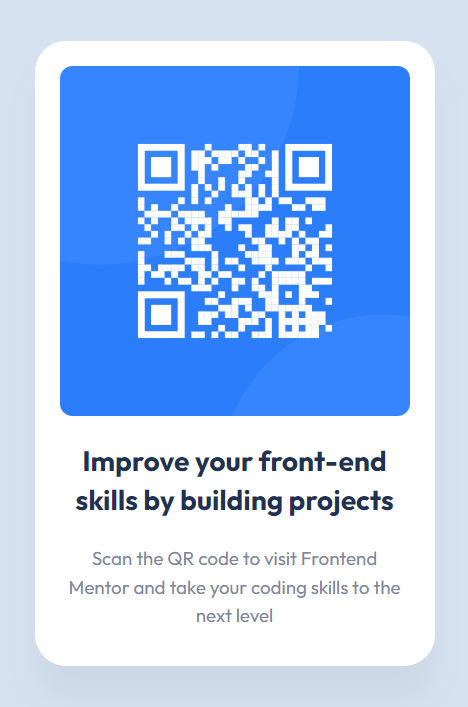 Improve your front-end
skills by building projects
Scan the QR code to visit Frontend
Mentor and take your coding skills to the
next level